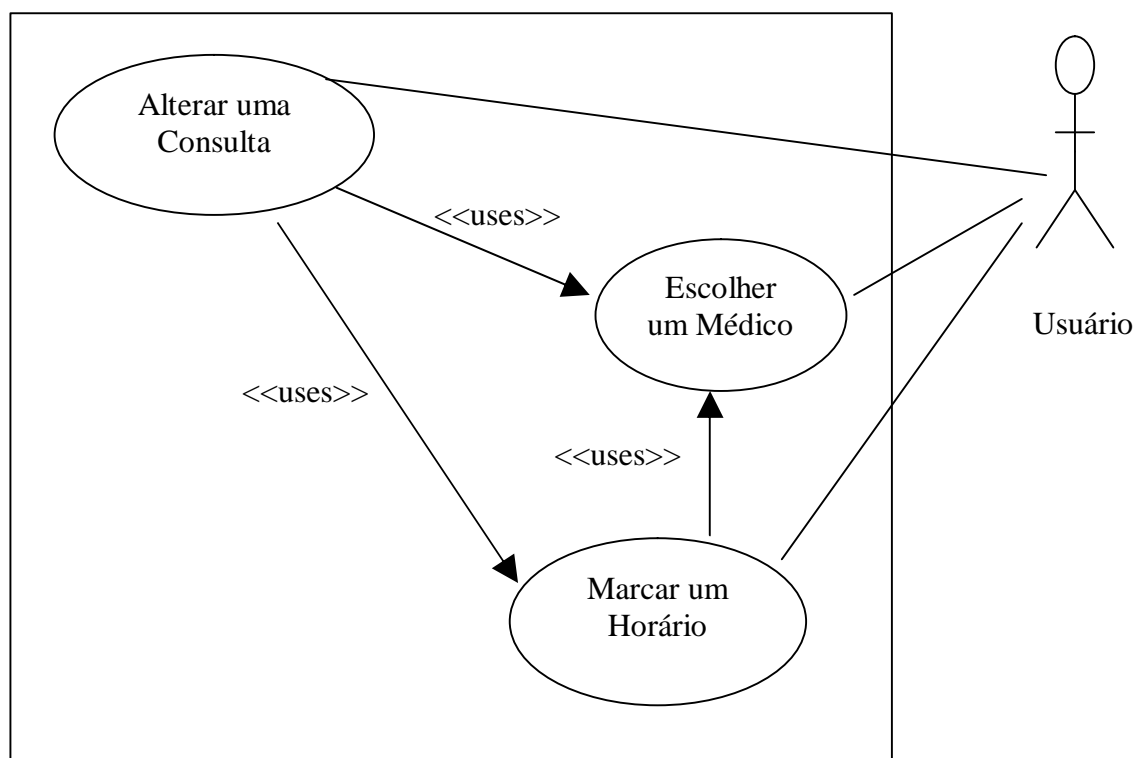 Alterar uma
Consulta
<<uses>>
Escolher
um Médico
Usuário
<<uses>>
<<uses>>
Marcar um
Horário